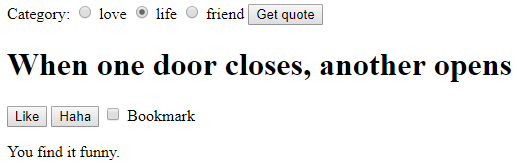 Category: love life friend Get quote
When one door closes, another opens
Like Haha Bookmark
You find it funny.